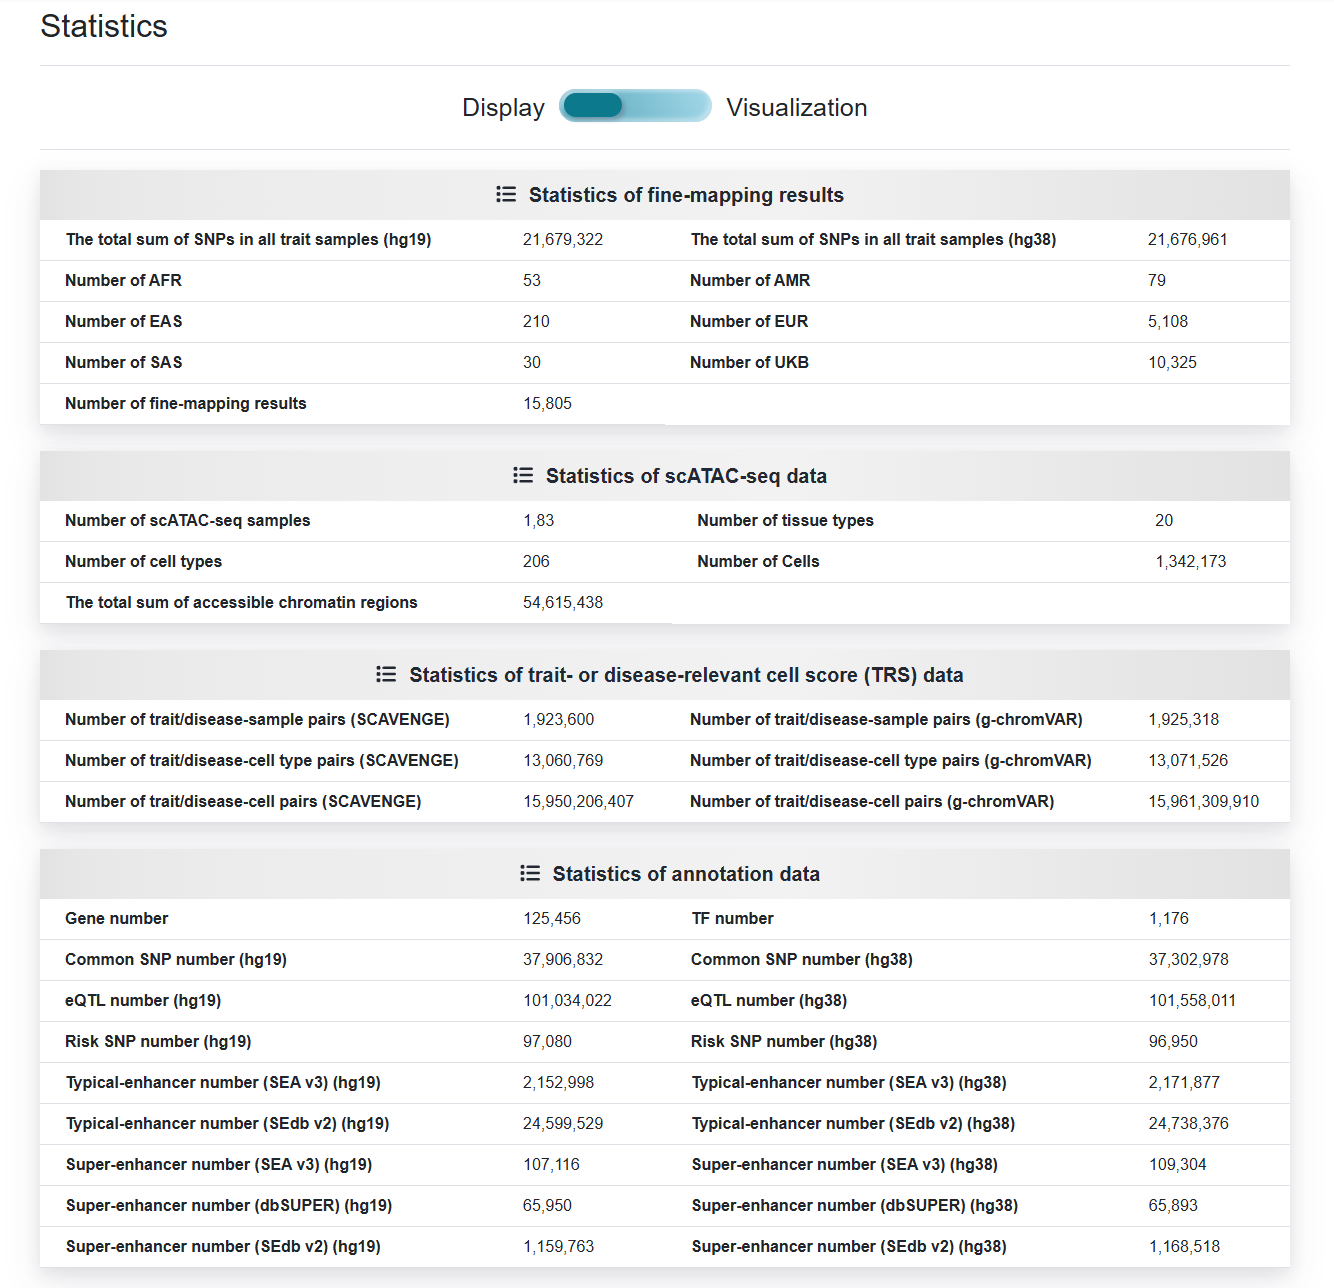 Statistics
Display Visualization
Statistics of fine-mapping results
The total sum of SNPs in all trait samples (hg19) 21,679,322 The total sum of SNPs in all trait samples (hg38) 21,676,961
Number of AFR 53 Number of AMR 79
Number of EAS 210 Number of EUR 5,108
Number of SAS 30 Number of UKB 10,325
Number of fine-mapping results 15,805
Statistics of scATAC-seq data
Number of scATAC-seq samples 1,83 Number of tissue types 20
Number of cell types 206 Number of Cells 1,342,173
The total sum of accessible chromatin regions 54,615,438
Statistics of trait- or disease-relevant cell score (TRS) data
Number of trait/disease-sample pairs (SCAVENGE) 1,923,600 Number of trait/disease-sample pairs (g-chromVAR) 1,925,318
Number of trait/disease-cell type pairs (SCAVENGE) 13,060,769 Number of trait/disease-cell type pairs (g-chromVAR) 13,071,526
Number of trait/disease-cell pairs (SCAVENGE) 15,950,206,407 Number of trait/disease-cell pairs (g-chromVAR) 15,961,309,910
Statistics of annotation data
Gene number 125,456 TF number 1,176
Common SNP number (hg19) 37,906,832 Common SNP number (hg38) 37,302,978
eQTL number (hg19) 101,034,022 eQTL number (hg38) 101,558,011
Risk SNP number (hg19) 97,080 Risk SNP number (hg38) 96,950
Typical-enhancer number (SEA v3) (hg19) 2,152,998 Typical-enhancer number (SEA v3) (hg38) 2,171,877
Typical-enhancer number (SEdb v2) (hg19) 24,599,529 Typical-enhancer number (SEdb v2) (hg38) 24,738,376
Super-enhancer number (SEA v3) (hg19) 107,116 Super-enhancer number (SEA v3) (hg38) 109,304
Super-enhancer number (dbSUPER) (hg19) 65,950 Super-enhancer number (dbSUPER) (hg38) 65,893
Super-enhancer number (SEdb v2) (hg19) 1,159,763 Super-enhancer number (SEdb v2) (hg38) 1,168,518